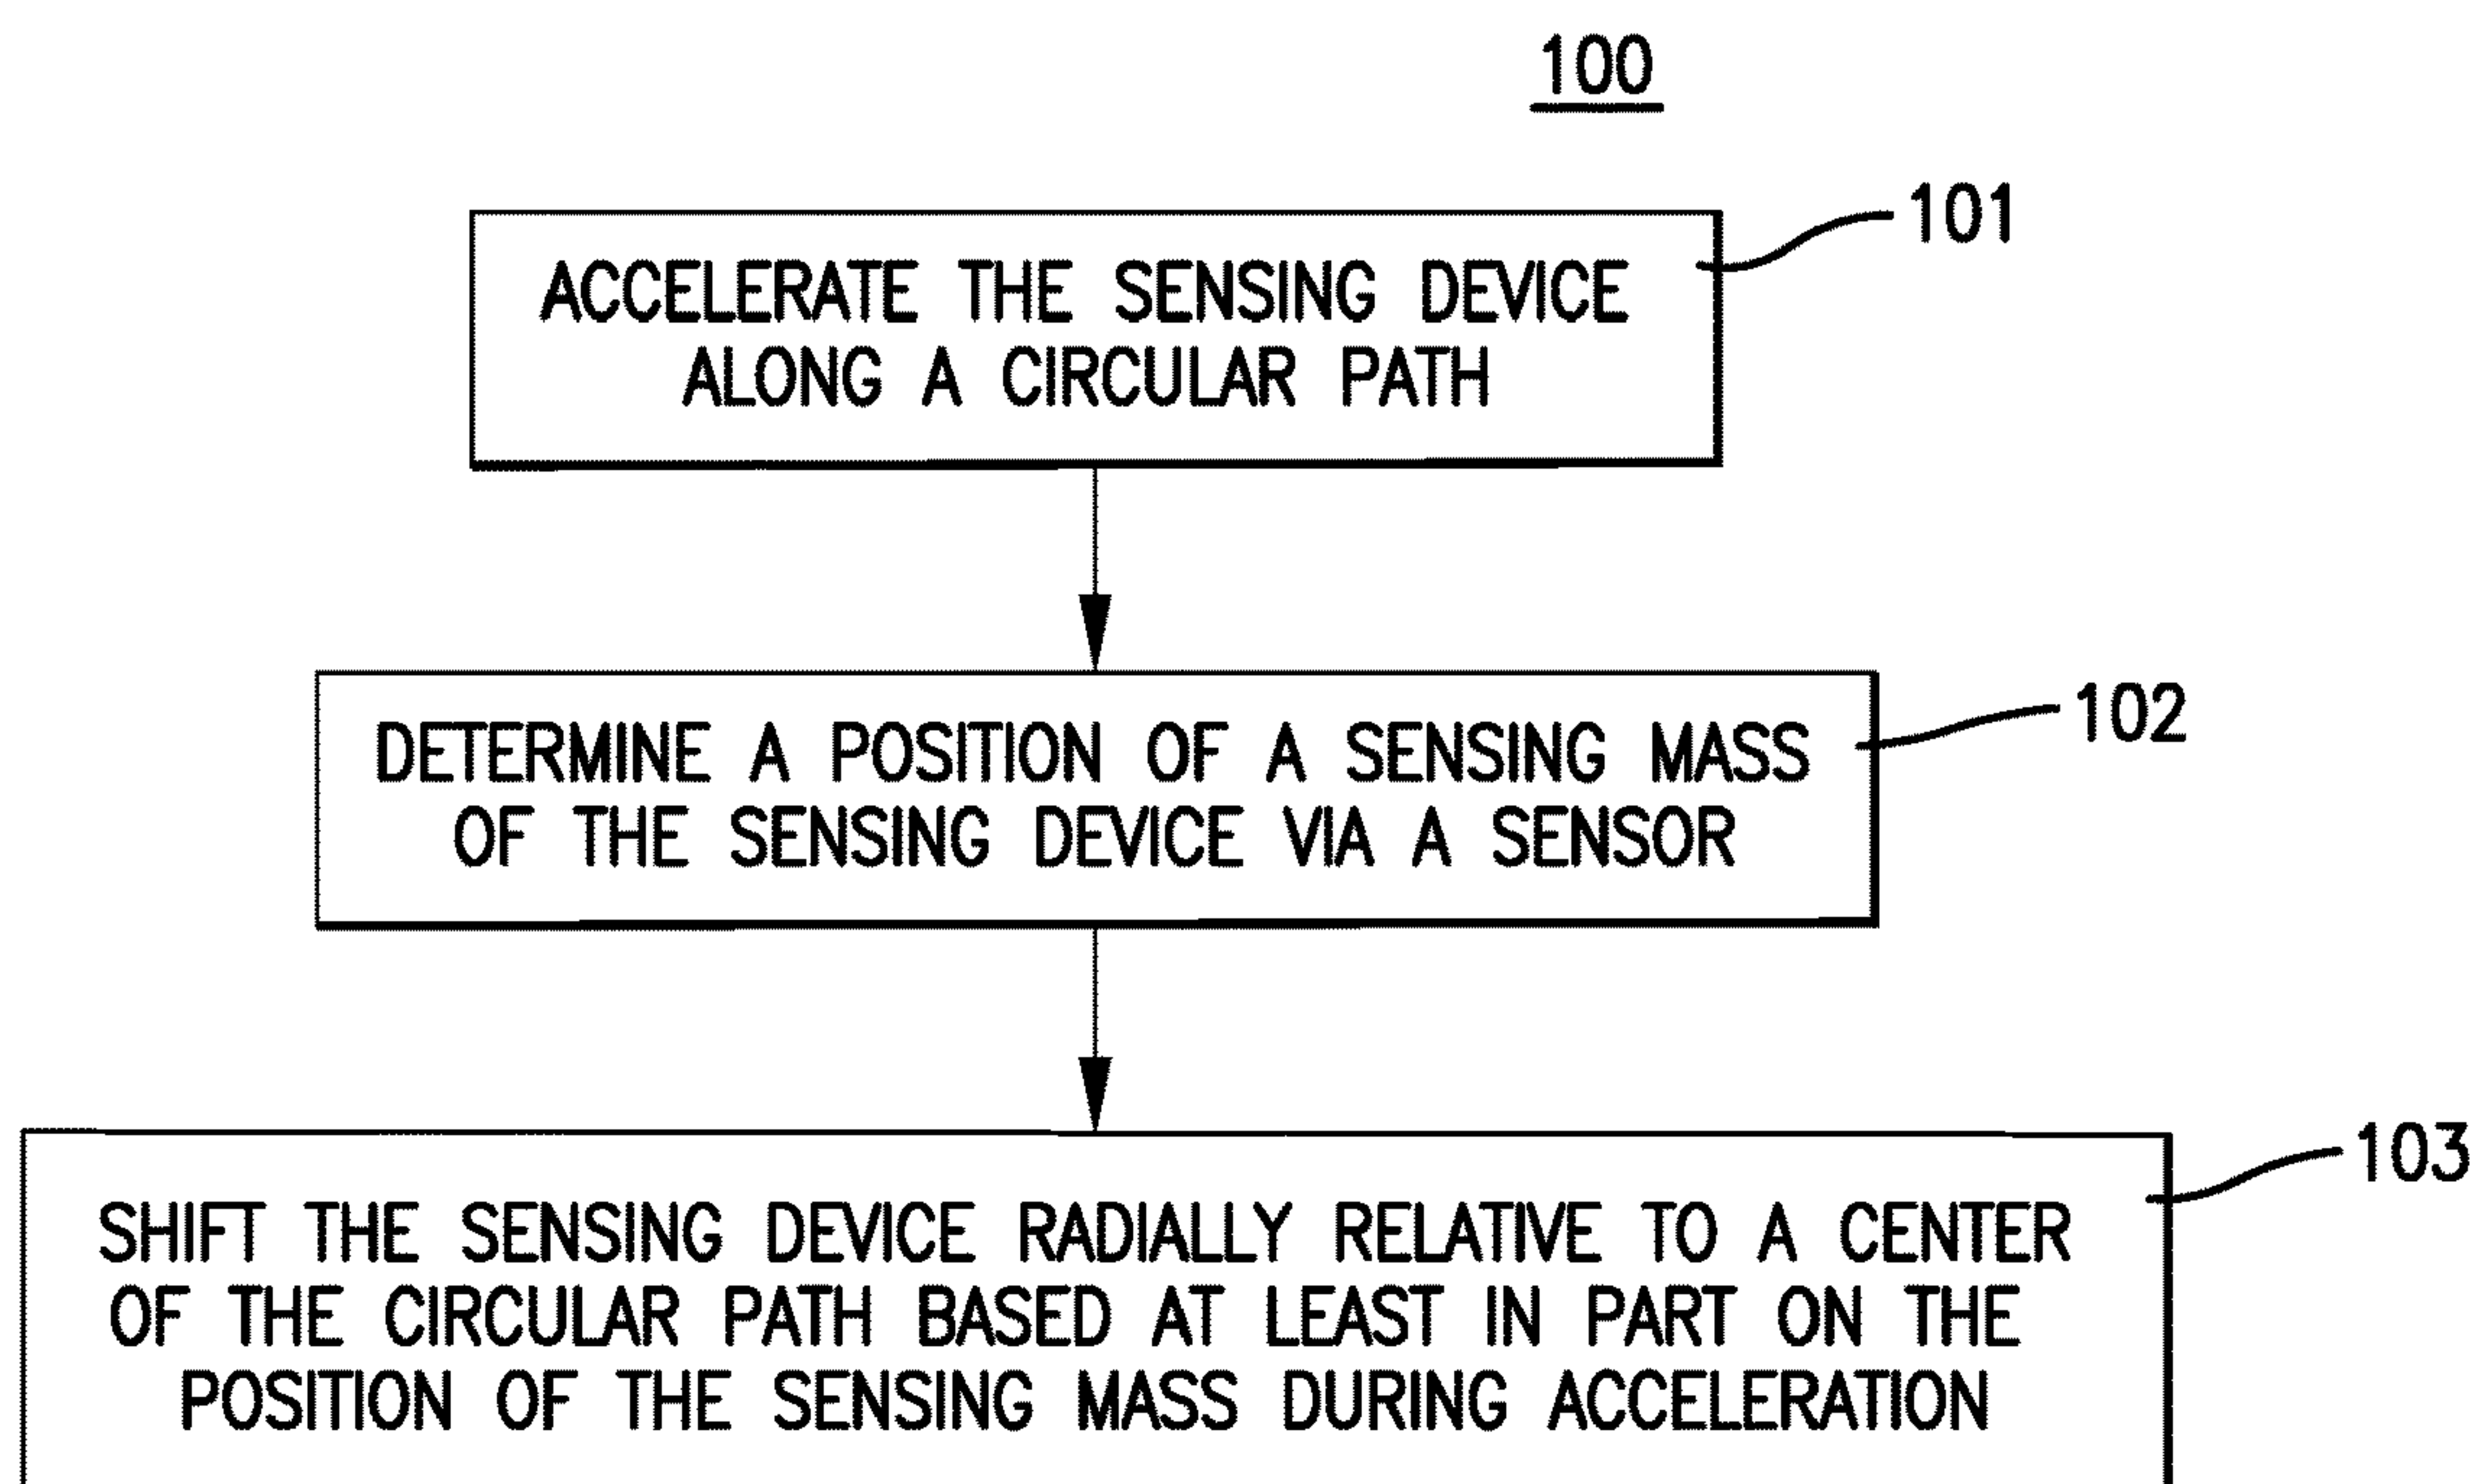 100
101
ACCELERATE THE SENSING DEVICE
ALONG A CIRCULAR PATH
102
DETERMINE A POSITION OF A SENSING MASS
OF THE SENSING DEVICE VIA A SENSOR
103
SHIFT THE SENSING DEVICE RADIALLY RELATIVE TO A CENTER
OF THE CIRCULAR PATH BASED AT LEAST IN PART ON THE
POSITION OF THE SENSING MASS DURING ACCELERATION